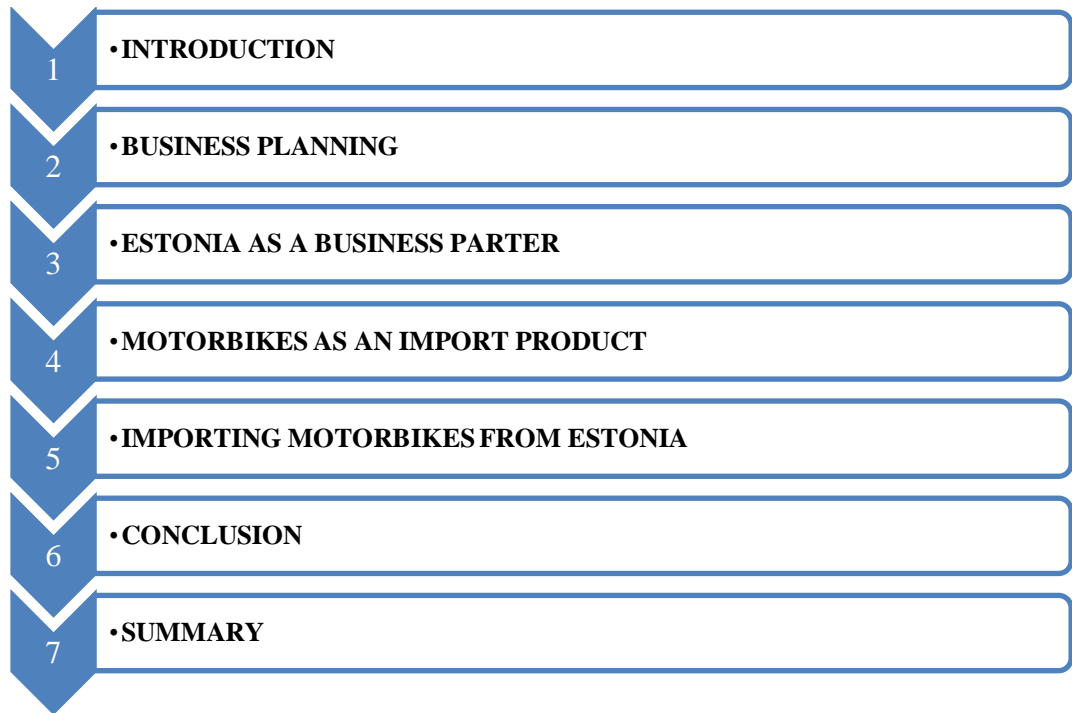 1
•INTRODUCTION
2
•BUSINESS PLANNING
3
•ESTONIA AS A BUSINESS PARTER
4
•MOTORBIKES AS AN IMPORT PRODUCT
5
•IMPORTING MOTORBIKES FROM ESTONIA
6
•CONCLUSION
7
•SUMMARY